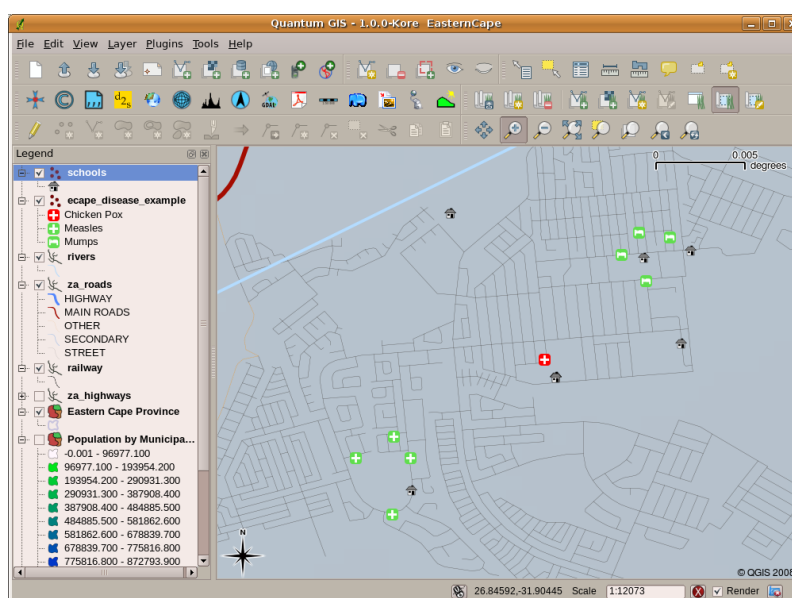 Quantum GIS - 1.0.0-Kore EasternCape
File Edit View Layer Plugins Tools Help
Legend
schools
ecape_disease_example
Chicken Pox
Measles
Mumps
rivers
za_roads
HIGHWAY
MAIN ROADS
OTHER
SECONDARY
STREET
railway
za_highways
Eastern Cape Province
Population by Municipa...
-0.001 - 96977.100
96977.100 - 193954.200
193954.200 - 290931.300
290931.300 - 387908.400
387908.400 - 484885.500
484885.500 - 581862.600
581862.600 - 678839.700
678839.700 - 775816.800
775816.800 - 872793.900
0 0.005
degrees
N
© QGIS 2008
26.84592,-31.90445 Scale 1:12073 Render